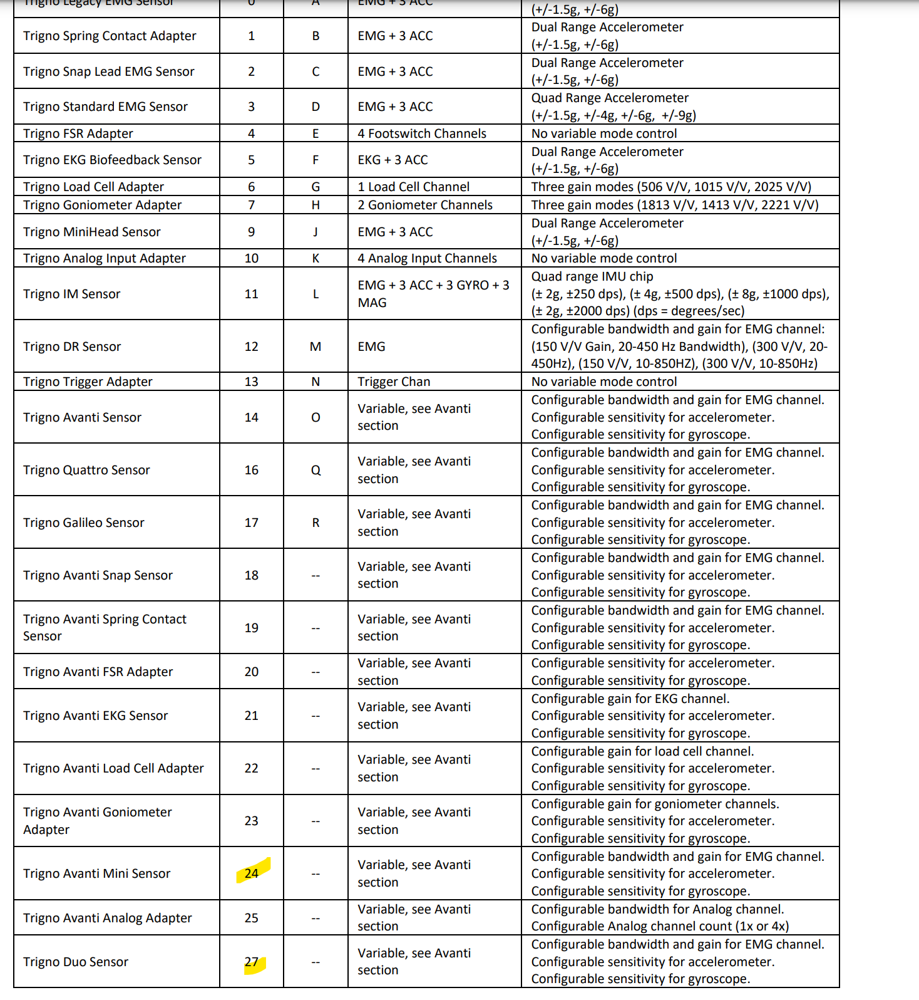 Trigno Legacy EMG Sensor 0 A EMG + 3 ACC
(+/-1.5g, +/-6g)
Trigno Spring Contact Adapter 1 B EMG + 3 ACC Dual Range Accelerometer
(+/-1.5g, +/-6g)
Trigno Snap Lead EMG Sensor 2 C EMG + 3 ACC Dual Range Accelerometer
(+/-1.5g, +/-6g)
Trigno Standard EMG Sensor 3 D EMG + 3 ACC Quad Range Accelerometer
(+/-1.5g, +/-4g, +/-6g, +/-9g)
Trigno FSR Adapter 4 E 4 Footswitch Channels No variable mode control
Trigno EKG Biofeedback Sensor 5 F EKG + 3 ACC Dual Range Accelerometer
(+/-1.5g, +/-6g)
Trigno Load Cell Adapter 6 G 1 Load Cell Channel Three gain modes (506 V/V, 1015 V/V, 2025 V/V)
Trigno Goniometer Adapter 7 H 2 Goniometer Channels Three gain modes (1813 V/V, 1413 V/V, 2221 V/V)
Trigno MiniHead Sensor 9 J EMG + 3 ACC Dual Range Accelerometer
(+/-1.5g, +/-6g)
Trigno Analog Input Adapter 10 K 4 Analog Input Channels No variable mode control
Trigno IM Sensor 11 L EMG + 3 ACC + 3 GYRO + 3
MAG
Quad range IMU chip
(± 2g, ±250 dps), (± 4g, ±500 dps), (± 8g, ±1000 dps),
(± 2g, ±2000 dps) (dps = degrees/sec)
Trigno DR Sensor 12 M EMG
Configurable bandwidth and gain for EMG channel:
(150 V/V Gain, 20-450 Hz Bandwidth), (300 V/V, 20-
450Hz), (150 V/V, 10-850HZ), (300 V/V, 10-850Hz)
Trigno Trigger Adapter 13 N Trigger Chan No variable mode control
Trigno Avanti Sensor 14 O Variable, see Avanti
section
Configurable bandwidth and gain for EMG channel.
Configurable sensitivity for accelerometer.
Configurable sensitivity for gyroscope.
Trigno Quattro Sensor 16 Q Variable, see Avanti
section
Configurable bandwidth and gain for EMG channel.
Configurable sensitivity for accelerometer.
Configurable sensitivity for gyroscope.
Trigno Galileo Sensor 17 R Variable, see Avanti
section
Configurable bandwidth and gain for EMG channel.
Configurable sensitivity for accelerometer.
Configurable sensitivity for gyroscope.
Trigno Avanti Snap Sensor 18 -- Variable, see Avanti
section
Configurable bandwidth and gain for EMG channel.
Configurable sensitivity for accelerometer.
Configurable sensitivity for gyroscope.
Trigno Avanti Spring Contact
Sensor
19 -- Variable, see Avanti
section
Configurable bandwidth and gain for EMG channel.
Configurable sensitivity for accelerometer.
Configurable sensitivity for gyroscope.
Trigno Avanti FSR Adapter 20 -- Variable, see Avanti
section
Configurable sensitivity for accelerometer.
Configurable sensitivity for gyroscope.
Trigno Avanti EKG Sensor 21 -- Variable, see Avanti
section
Configurable gain for EKG channel.
Configurable sensitivity for accelerometer.
Configurable sensitivity for gyroscope.
Trigno Avanti Load Cell Adapter 22 -- Variable, see Avanti
section
Configurable gain for load cell channel.
Configurable sensitivity for accelerometer.
Configurable sensitivity for gyroscope.
Trigno Avanti Goniometer
Adapter
23 -- Variable, see Avanti
section
Configurable gain for goniometer channels.
Configurable sensitivity for accelerometer.
Configurable sensitivity for gyroscope.
Trigno Avanti Mini Sensor 24 -- Variable, see Avanti
section
Configurable bandwidth and gain for EMG channel.
Configurable sensitivity for accelerometer.
Configurable sensitivity for gyroscope.
Trigno Avanti Analog Adapter 25 -- Variable, see Avanti
section
Configurable bandwidth for Analog channel.
Configurable Analog channel count (1x or 4x)
Trigno Duo Sensor 27 -- Variable, see Avanti
section
Configurable bandwidth and gain for EMG channel.
Configurable sensitivity for accelerometer.
Configurable sensitivity for gyroscope.